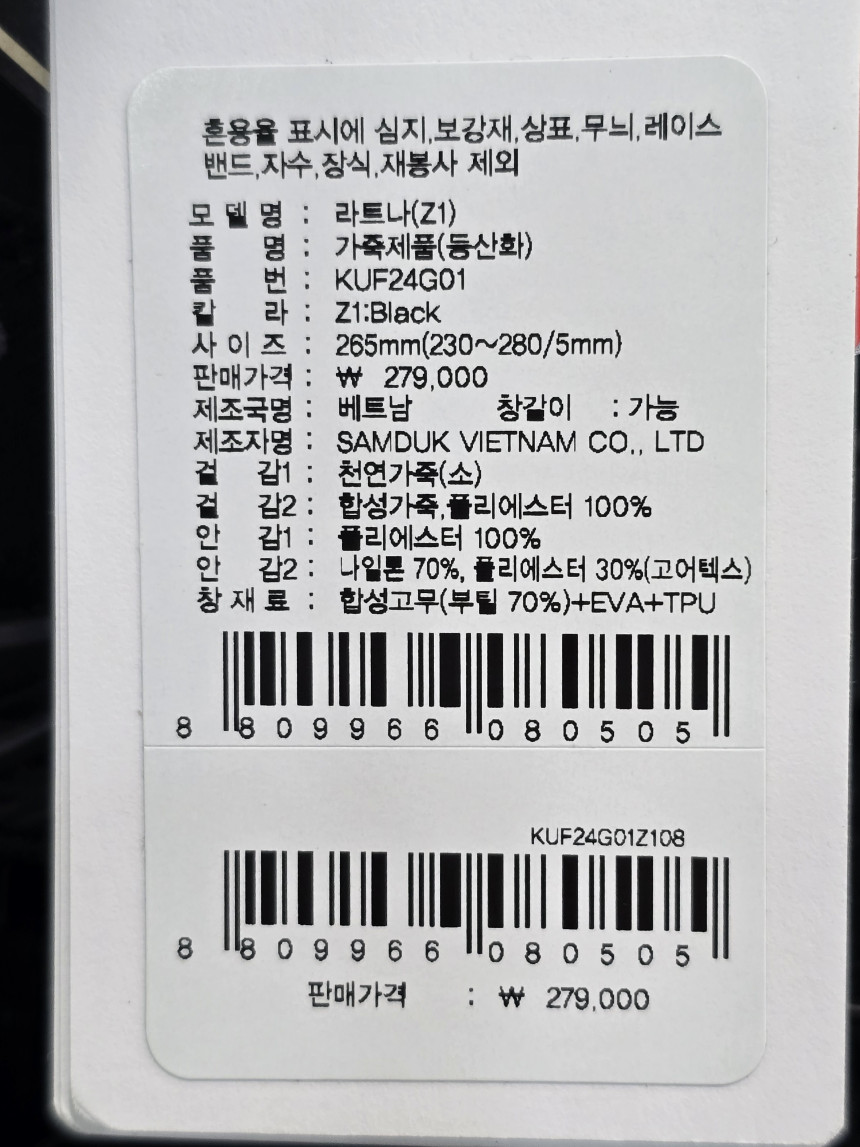 혼용율 표시에 심지,보강재,상표,무늬,레이스
밴드,자수,장식,재봉사 제외
모 델 명 : 라트나(Z1)
품 명 : 가죽제품(등산화)
품 번 : KUF24G01
칼 라 : Z1:Black
사 이 즈 : 265mm(230~280/5mm)
판매가격 : ₩ 279,000
제조국명 : 베트남 창갈이 : 가능
제조자명 : SAMDUK VIETNAM CO., LTD
겉 감1 : 천연가죽(소)
겉 감2 : 합성가죽,폴리에스터 100%
안 감1 : 폴리에스터 100%
안 감2 : 나일론 70%, 폴리에스터 30%(고어텍스)
창 재 료 : 합성고무(부틸 70%)+EVA+TPU
8 809966 080505
KUF24G01Z108
8 809966 080505
판매가격 : ₩ 279,000